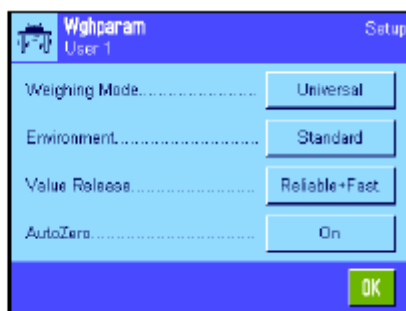 Wghparam
Setup
User 1
Weighing Mode............................ Universal
Environment................................ Standard
Value Release............................ Reliable+Fast
AutoZero...................................... On
OK